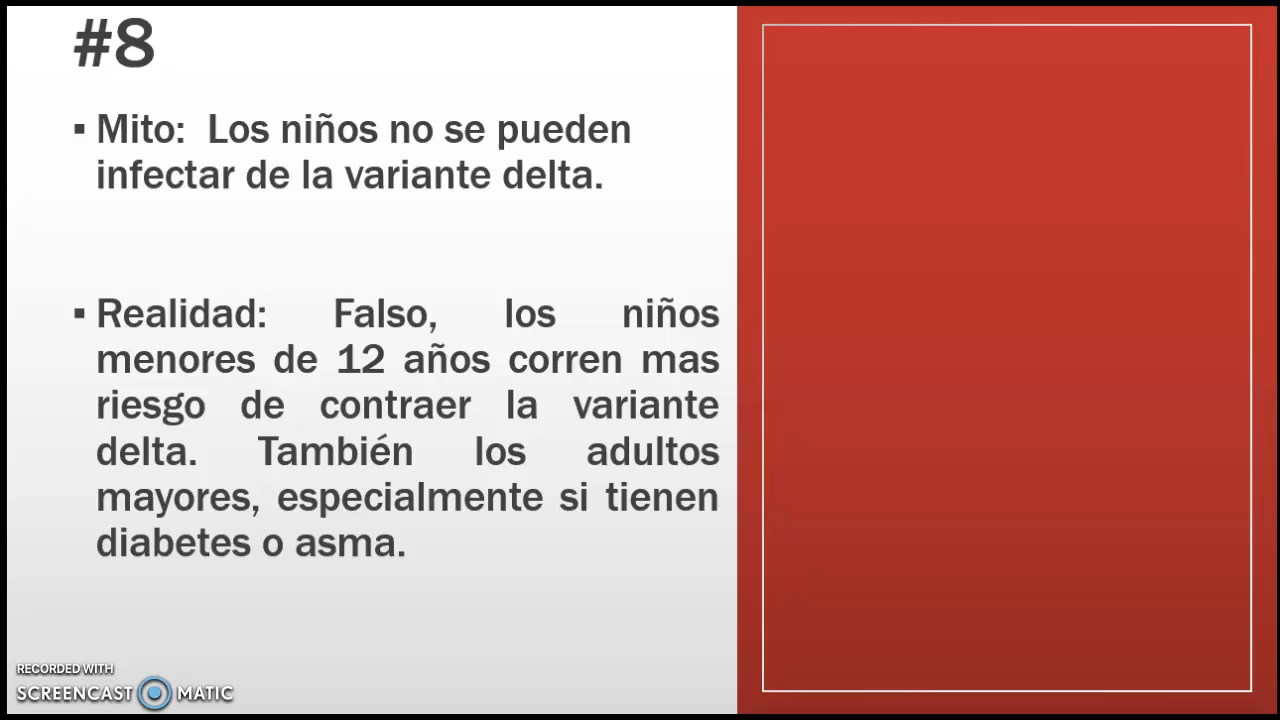 #8
▪ Mito: Los niños no se pueden
infectar de la variante delta.
▪ Realidad: Falso, los niños
menores de 12 años corren mas
riesgo de contraer la variante
delta. También los adultos
mayores, especialmente si tienen
diabetes o asma.
RECORDED WITH
SCREENCAST MATIC